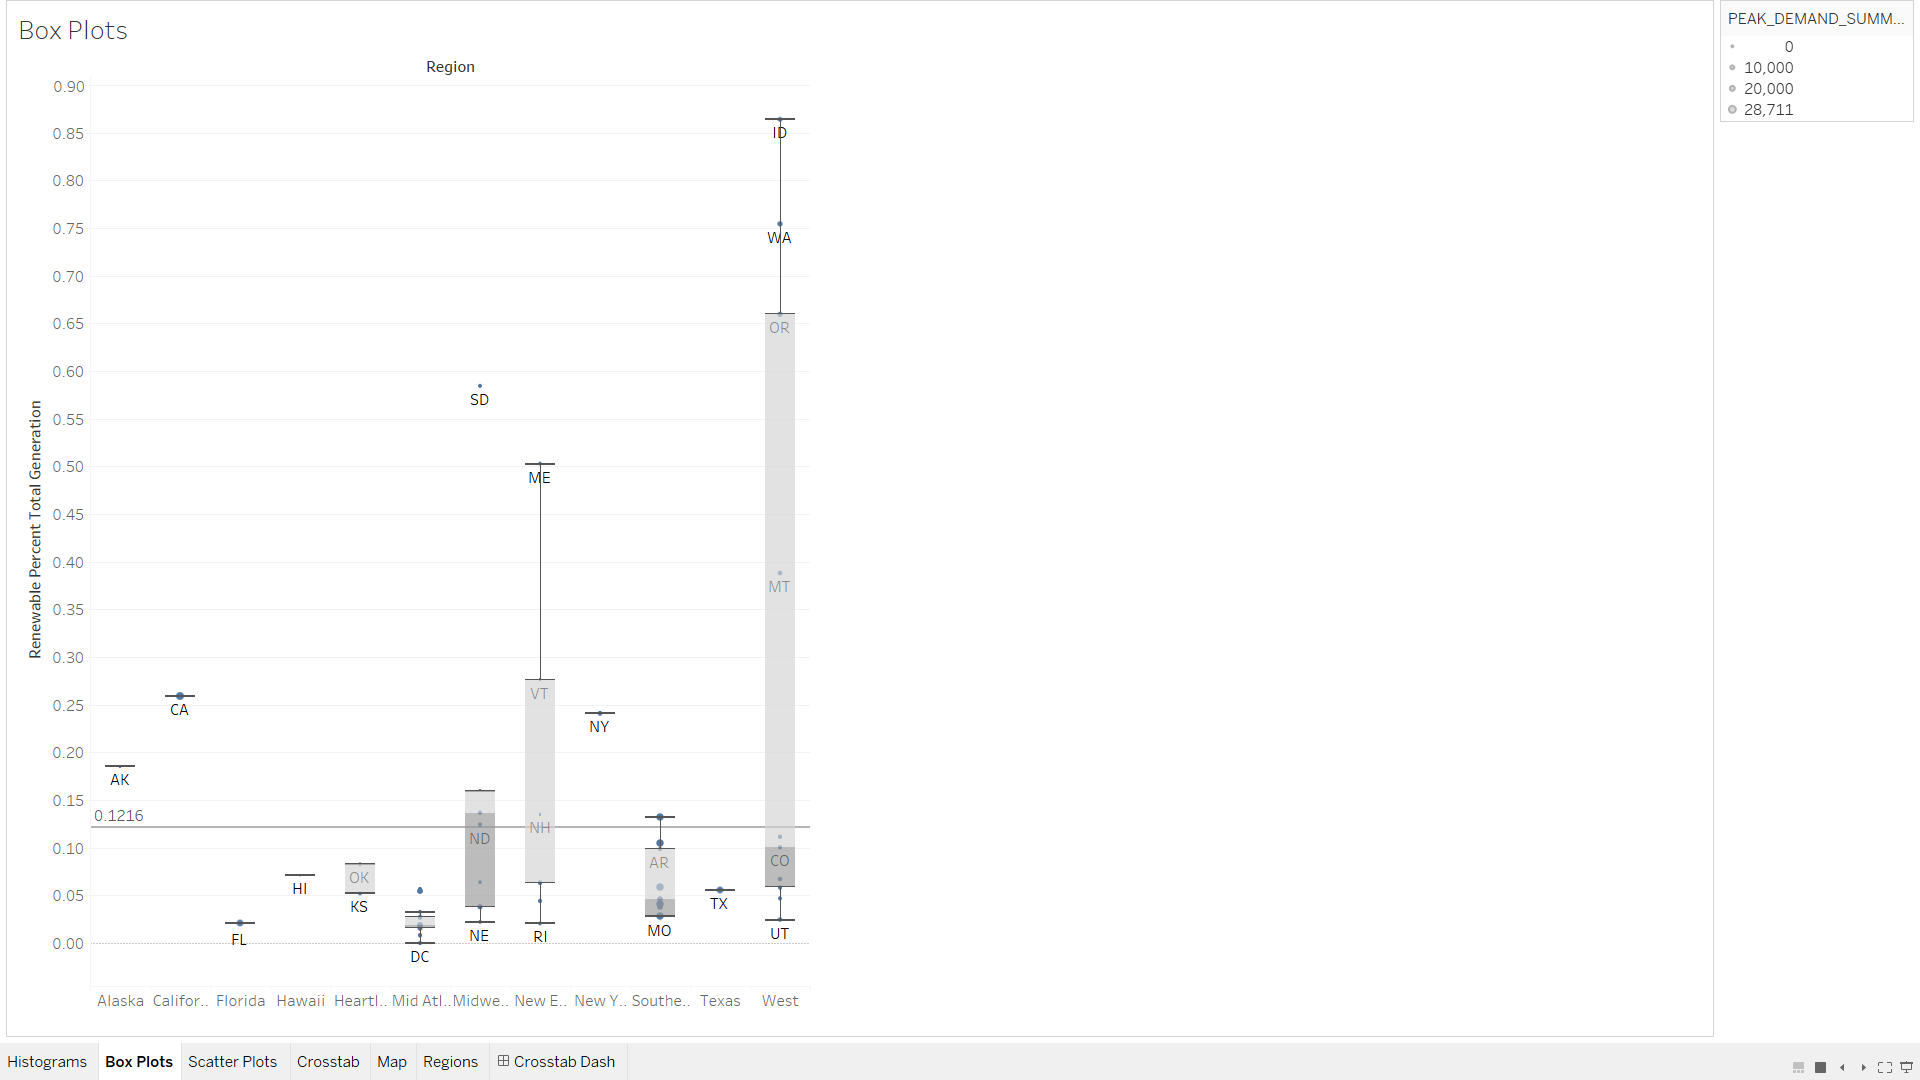 Box Plots
Region
Renewable Percent Total Generation
0.90
0.85
0.80
0.75
0.70
0.65
0.60
0.55
0.50
0.45
0.40
0.35
0.30
0.25
0.20
0.15
0.10
0.05
0.00
0.1216
ID
WA
OR
SD
ME
MT
VT
CA
NY
AK
NH
ND
CO
AR
OK
HI
KS
TX
MO
UT
NE
RI
FL
DC
Alaska Califor.. Florida Hawaii Heartl.. Mid Atl.. Midwe.. New E.. New Y.. Southe.. Texas West
PEAK_DEMAND_SUMM...
0
10,000
20,000
28,711
Histograms Box Plots Scatter Plots Crosstab Map Regions Crosstab Dash